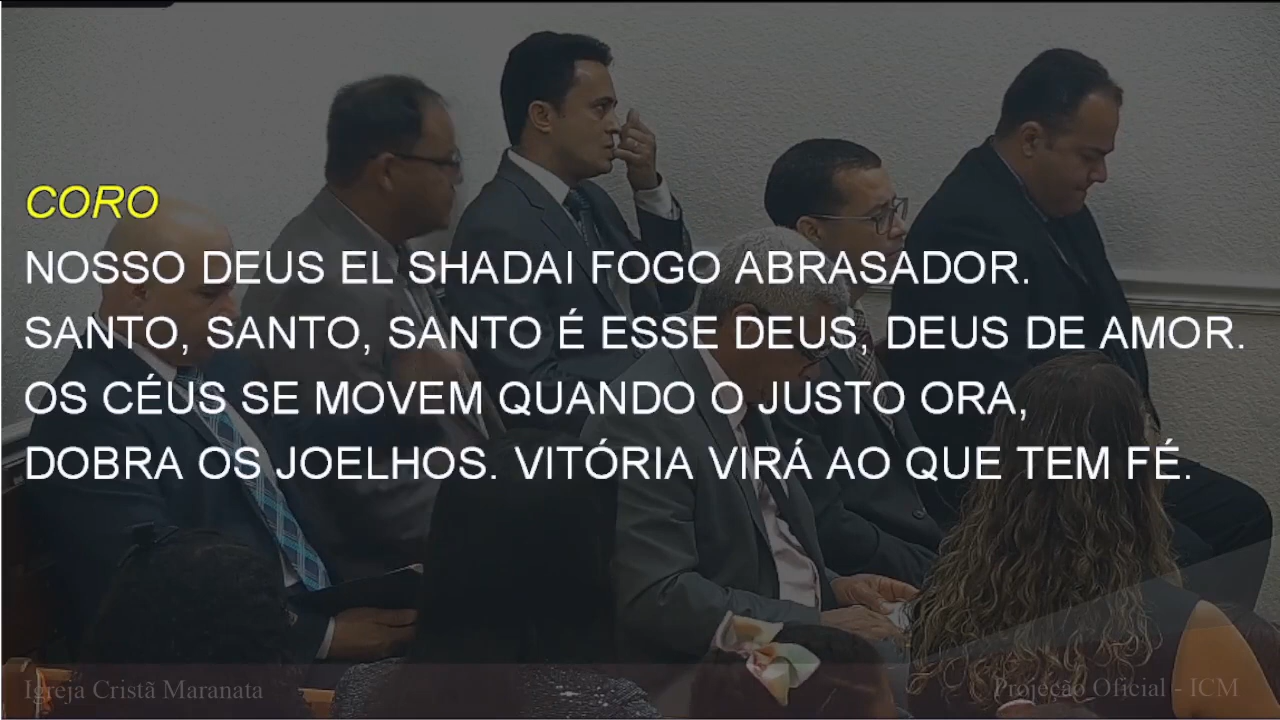 CORO
NOSSO DEUS EL SHADAI FOGO ABRASADOR.
SANTO, SANTO, SANTO É ESSE DEUS, DEUS DE AMOR.
OS CÉUS SE MOVEM QUANDO O JUSTO ORA,
DOBRA OS JOELHOS. VITÓRIA VIRÁ AO QUE TEM FÉ.
Igreja Cristã Maranata
Projeção Oficial - ICM